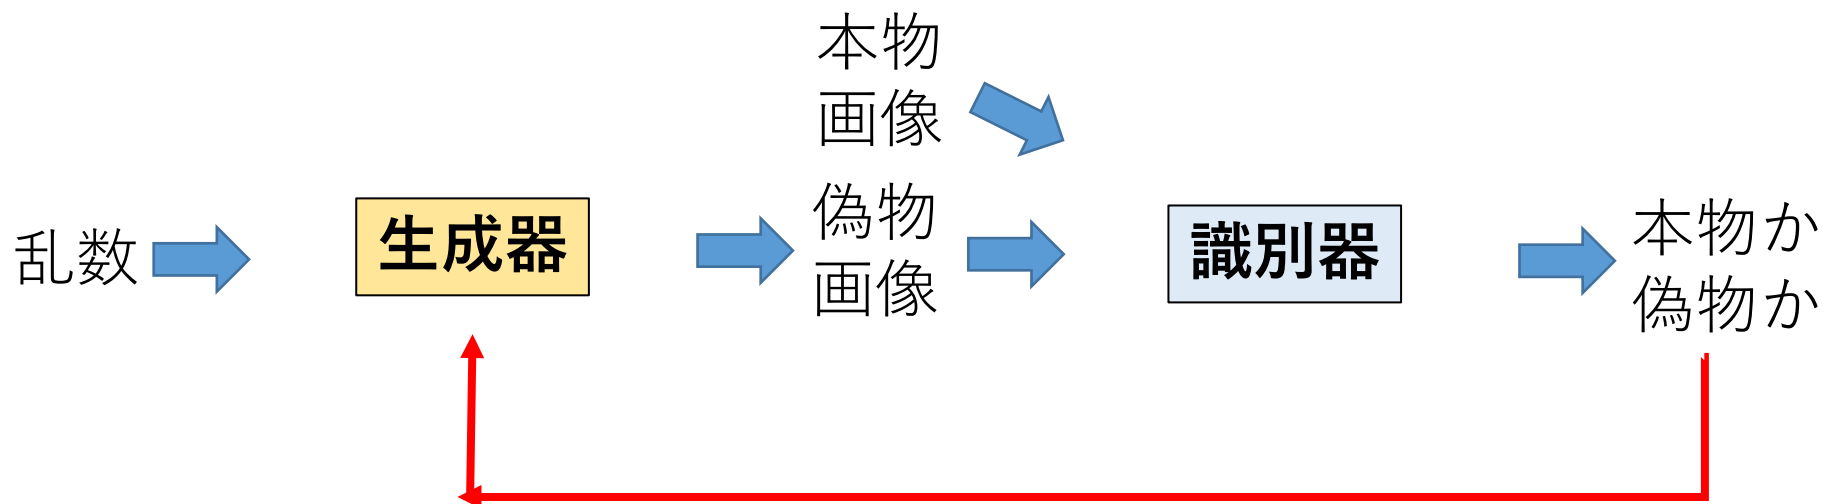 本物
画像
乱数
生成器
偽物
画像
識別器
本物か
偽物か